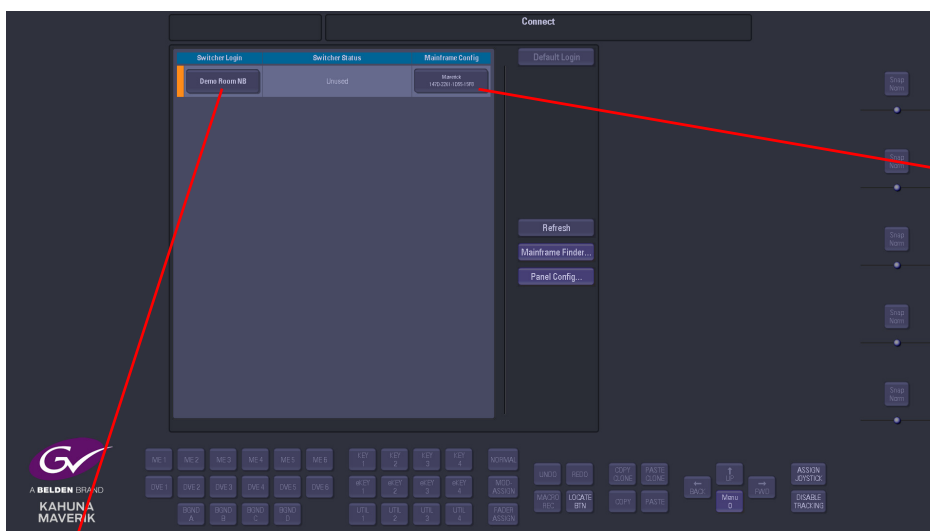 Connect
Switcher Login
Switcher Status
Mainframe Config
Default Login
Demo Room NB
Unused
Maverick
Snap
Norm
Snap
Norm
Refresh
Snap
Norm
Mainframe Finder...
Panel Config...
Snap
Norm
Snap
Norm
GV
A BELDEN BRAND
KAHUNA
MAVERIK
ME 1
ME 2
ME 3
ME 4
ME 5
ME 6
KEY
1
KEY
2
KEY
3
KEY
4
NORMAL
DVE 1
DVE 2
DVE 3
DVE 4
DVE 5
DVE 6
eKEY
1
eKEY
2
eKEY
3
eKEY
4
MOD
ASSIGN
BGND
A
BGND
B
BGND
C
BGND
D
UTIL
1
UTIL
2
UTIL
3
UTIL
4
FADER
ASSIGN
UNDO
REDO
COPY
CLONE
PASTE
CLONE
MACRO
REC
LOCATE
BTN
COPY
PASTE
←
BACK
↑
UP
Menu
0
→
FWD
ASSIGN
JOYSTICK
DISABLE
TRACKING